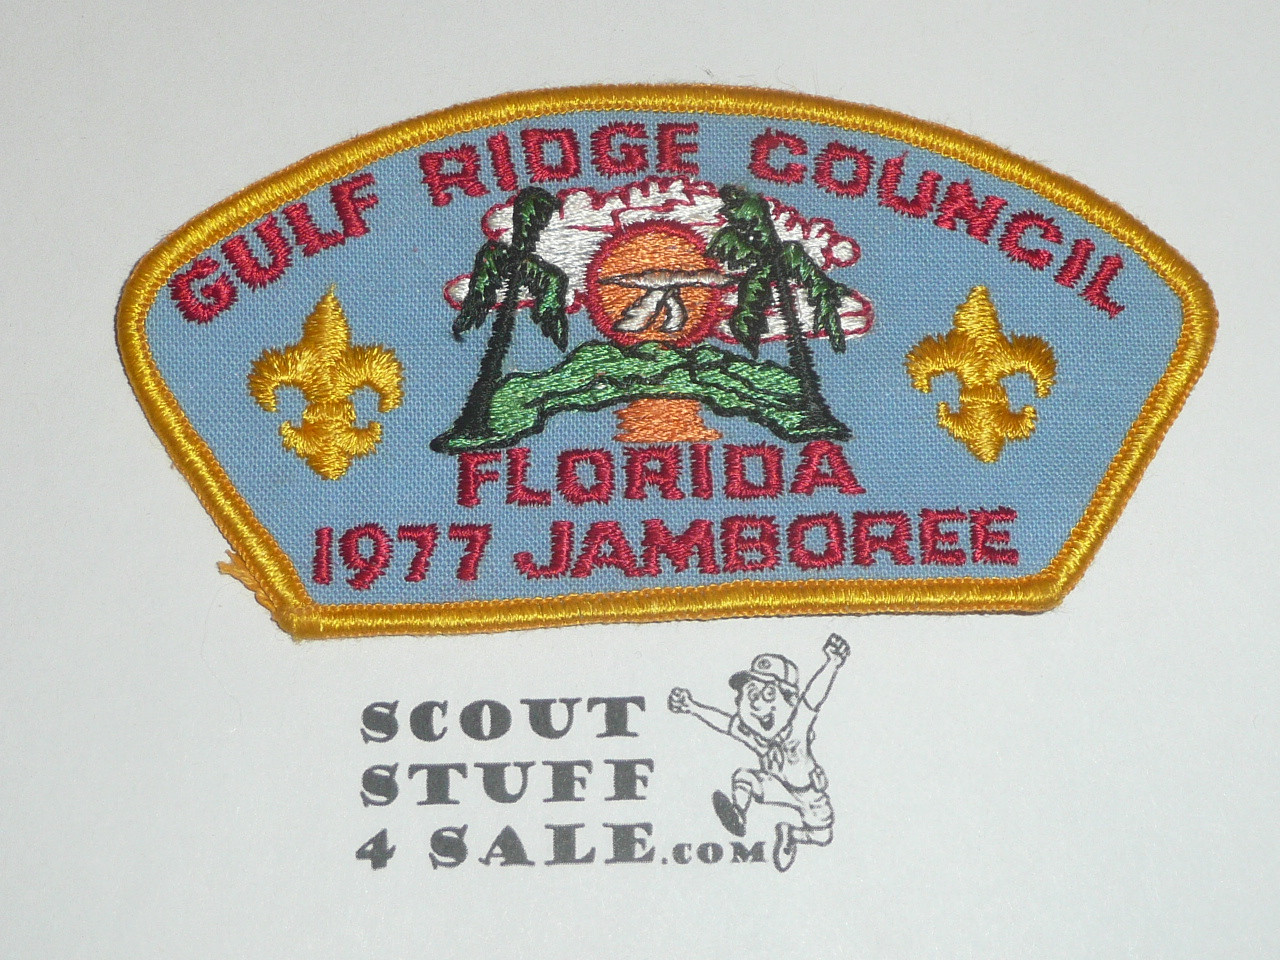 GULF RIDGE COUNCIL
FLORIDA
1977 JAMBOREE
SCOUT
STUFF
4 SALE.COM